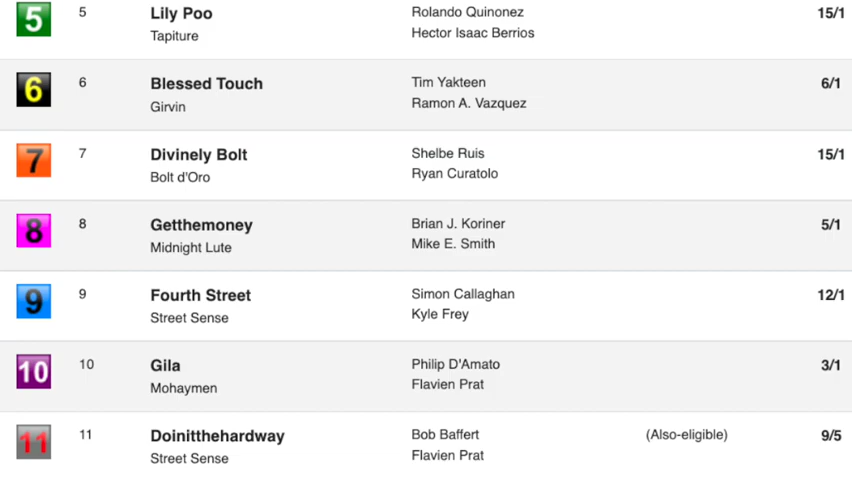 5 5 Lily Poo Rolando Quinonez 15/1
Tapiture Hector Isaac Berrios
6 6 Blessed Touch Tim Yakteen 6/1
Girvin Ramon A. Vazquez
7 7 Divinely Bolt Shelbe Ruis 15/1
Bolt d'Oro Ryan Curatolo
8 8 Getthemoney Brian J. Koriner 5/1
Midnight Lute Mike E. Smith
9 9 Fourth Street Simon Callaghan 12/1
Street Sense Kyle Frey
10 10 Gila Philip D'Amato 3/1
Mohaymen Flavien Prat
11 11 Doinitthehardway Bob Baffert (Also-eligible) 9/5
Street Sense Flavien Prat